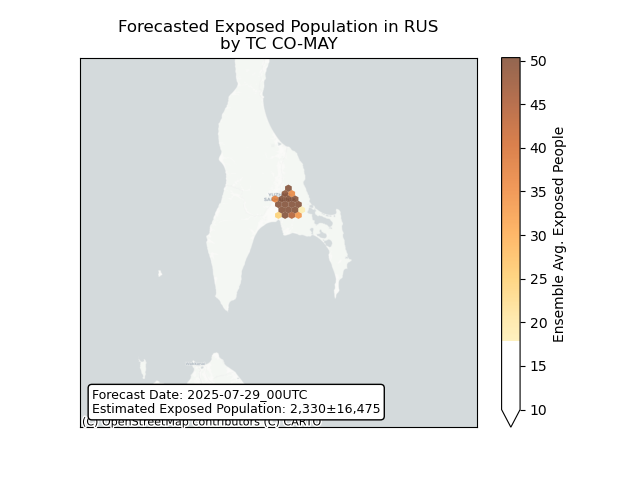 Forecasted Exposed Population in RUS
by TC CO-MAY
50
45
40
35
30
25
20
15
10
Ensemble Avg. Exposed People
Forecast Date: 2025-07-29_00UTC
Estimated Exposed Population: 2,330±16,475
(C) OpenStreetMap contributors (C) CARTO